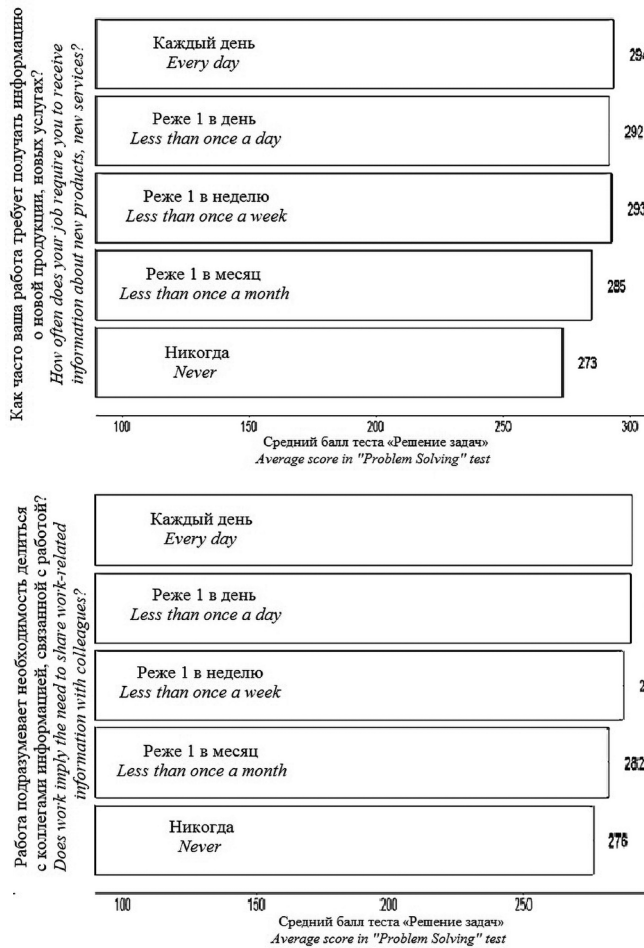 Как часто ваша работа требует получать информацию
о новой продукции, новых услугах?
How often does your job require you to receive
information about new products, new services?
Каждый день
Every day
Реже 1 в день
Less than once a day
292
Реже 1 в неделю
Less than once a week
293
Реже 1 в месяц
Less than once a month
285
Никогда
Never
273
100 150 200 250 300
Средний балл теста «Решение задач»
Average score in "Problem Solving" test
Работа подразумевает необходимость делиться
с коллегами информацией, связанной с работой?
Does work imply the need to share work-related
information with colleagues?
Каждый день
Every day
Реже 1 в день
Less than once a day
Реже 1 в неделю
Less than once a week
Реже 1 в месяц
Less than once a month
282
Никогда
Never
276
100 150 200 250
Средний балл теста «Решение задач»
Average score in "Problem Solving" test